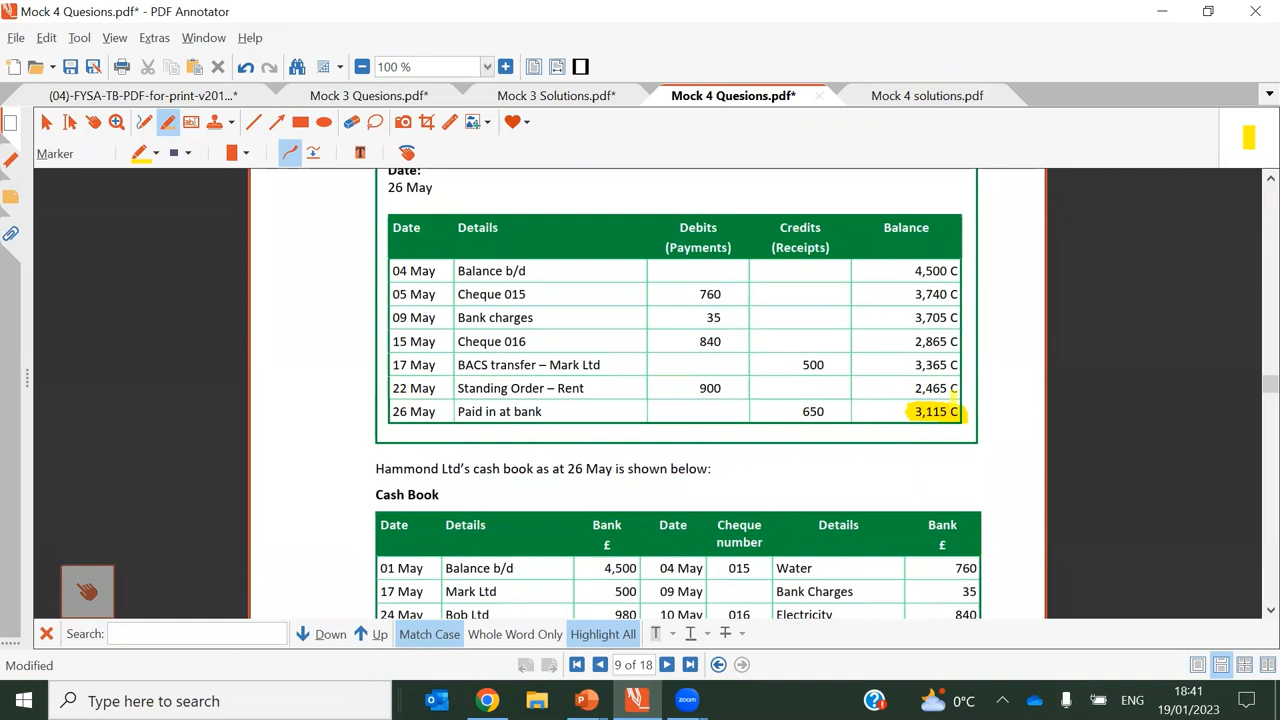 Mock 4 Quesions.pdf* - PDF Annotator
File Edit Tool View Extras Window Help
100 %
(04)-FYSA-TB-PDF-for-print-v201...* Mock 3 Quesions.pdf* Mock 3 Solutions.pdf* Mock 4 Quesions.pdf* Mock 4 solutions.pdf
Marker
Date:
26 May
Date Details Debits (Payments) Credits (Receipts) Balance
04 May Balance b/d 4,500 C
05 May Cheque 015 760 3,740 C
09 May Bank charges 35 3,705 C
15 May Cheque 016 840 2,865 C
17 May BACS transfer – Mark Ltd 500 3,365 C
22 May Standing Order – Rent 900 2,465 C
26 May Paid in at bank 650 3,115 C
Hammond Ltd's cash book as at 26 May is shown below:
Cash Book
Date Details Bank £ Date Cheque number Details Bank £
01 May Balance b/d 4,500 04 May 015 Water 760
17 May Mark Ltd 500 09 May Bank Charges 35
24 May Bob Ltd 980 10 May 016 Electricity 840
Search: Down Up Match Case Whole Word Only Highlight All
Modified 9 of 18
Type here to search 0°C ENG 18:41
19/01/2023